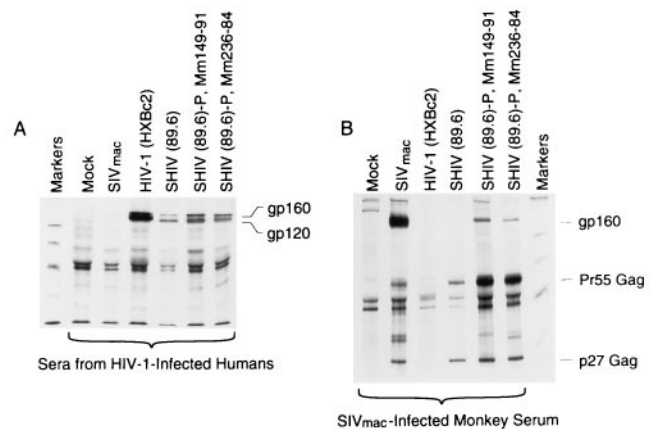 A
Markers
Mock
SIVmac
HIV-1 (HXBc2)
SHIV (89.6)
SHIV (89.6)-P, Mm149-91
SHIV (89.6)-P, Mm236-84
gp160
gp120
Sera from HIV-1-Infected Humans
B
Mock
SIVmac
HIV-1 (HXBc2)
SHIV (89.6)
SHIV (89.6)-P, Mm149-91
SHIV (89.6)-P, Mm236-84
Markers
gp160
Pr55 Gag
p27 Gag
SIVmac-Infected Monkey Serum